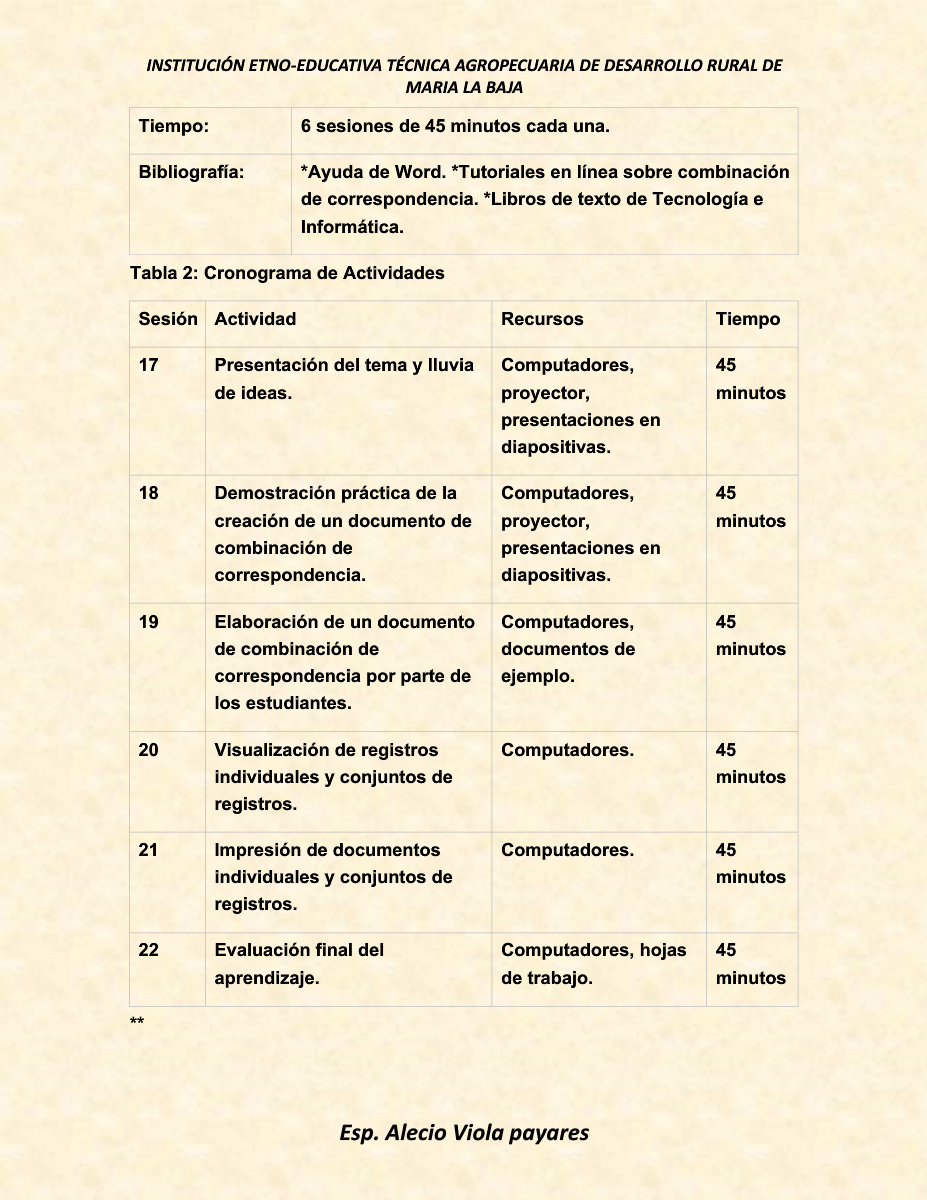 INSTITUCIÓN ETNO-EDUCATIVA TÉCNICA AGROPECUARIA DE DESARROLLO RURAL DE
MARIA LA BAJA
Tiempo:
6 sesiones de 45 minutos cada una.
Bibliografía:
*Ayuda de Word. *Tutoriales en línea sobre combinación
de correspondencia. *Libros de texto de Tecnología e
Informática.
Tabla 2: Cronograma de Actividades
Sesión
Actividad
Recursos
Tiempo
17
Presentación del tema y lluvia
de ideas.
Computadores,
proyector,
presentaciones en
diapositivas.
45
minutos
18
Demostración práctica de la
creación de un documento de
combinación de
correspondencia.
Computadores,
proyector,
presentaciones en
diapositivas.
45
minutos
19
Elaboración de un documento
de combinación de
correspondencia por parte de
los estudiantes.
Computadores,
documentos de
ejemplo.
45
minutos
20
Visualización de registros
individuales y conjuntos de
registros.
Computadores.
45
minutos
21
Impresión de documentos
individuales y conjuntos de
registros.
Computadores.
45
minutos
22
Evaluación final del
aprendizaje.
Computadores, hojas
de trabajo.
45
minutos
**
Esp. Alecio Viola payares